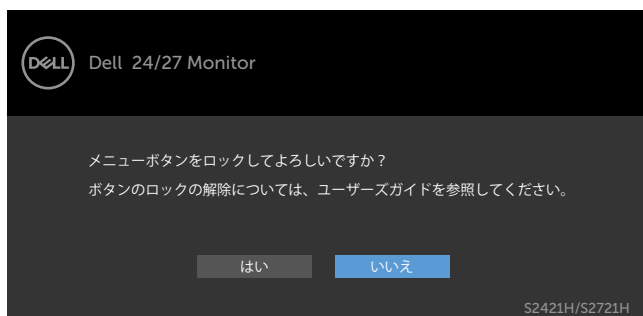 DELL
Dell 24/27 Monitor
メニューボタンをロックしてよろしいですか？
ボタンのロックの解除については、ユーザーズガイドを参照してください。
はい
いいえ
S2421H/S2721H